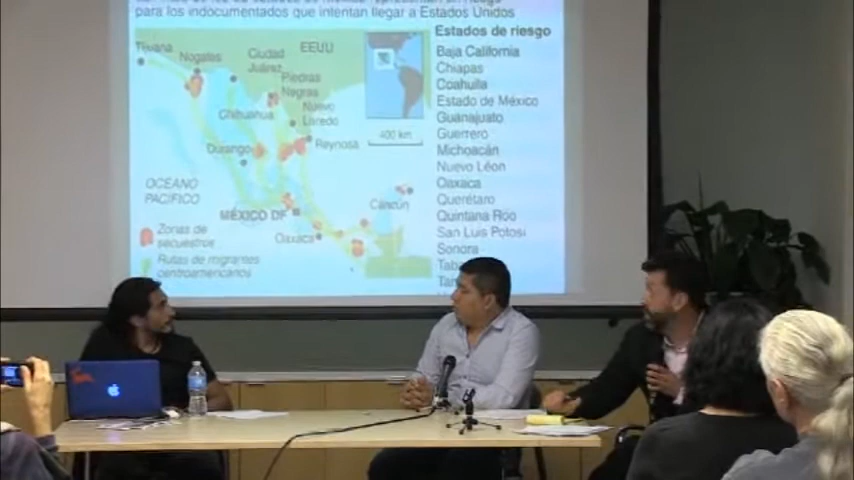 para los indocumentados que intentan llegar a Estados Unidos
Tijuana
Nogales
Ciudad
Juárez
EEUU
Piedras
Negras
Nuevo
Laredo
Chihuahua
Durango
Reynosa
400 km
OCEANO
PACÍFICO
MÉXICO DF
Oaxaca
Cancún
Zonas de
secuestros
Rutas de migrantes
centroamericanos
Estados de riesgo
Baja California
Chiapas
Coahuila
Estado de México
Guanajuato
Guerrero
Michoacán
Nuevo Léon
Oaxaca
Querétaro
Quintana Roo
San Luis Potosí
Sonora